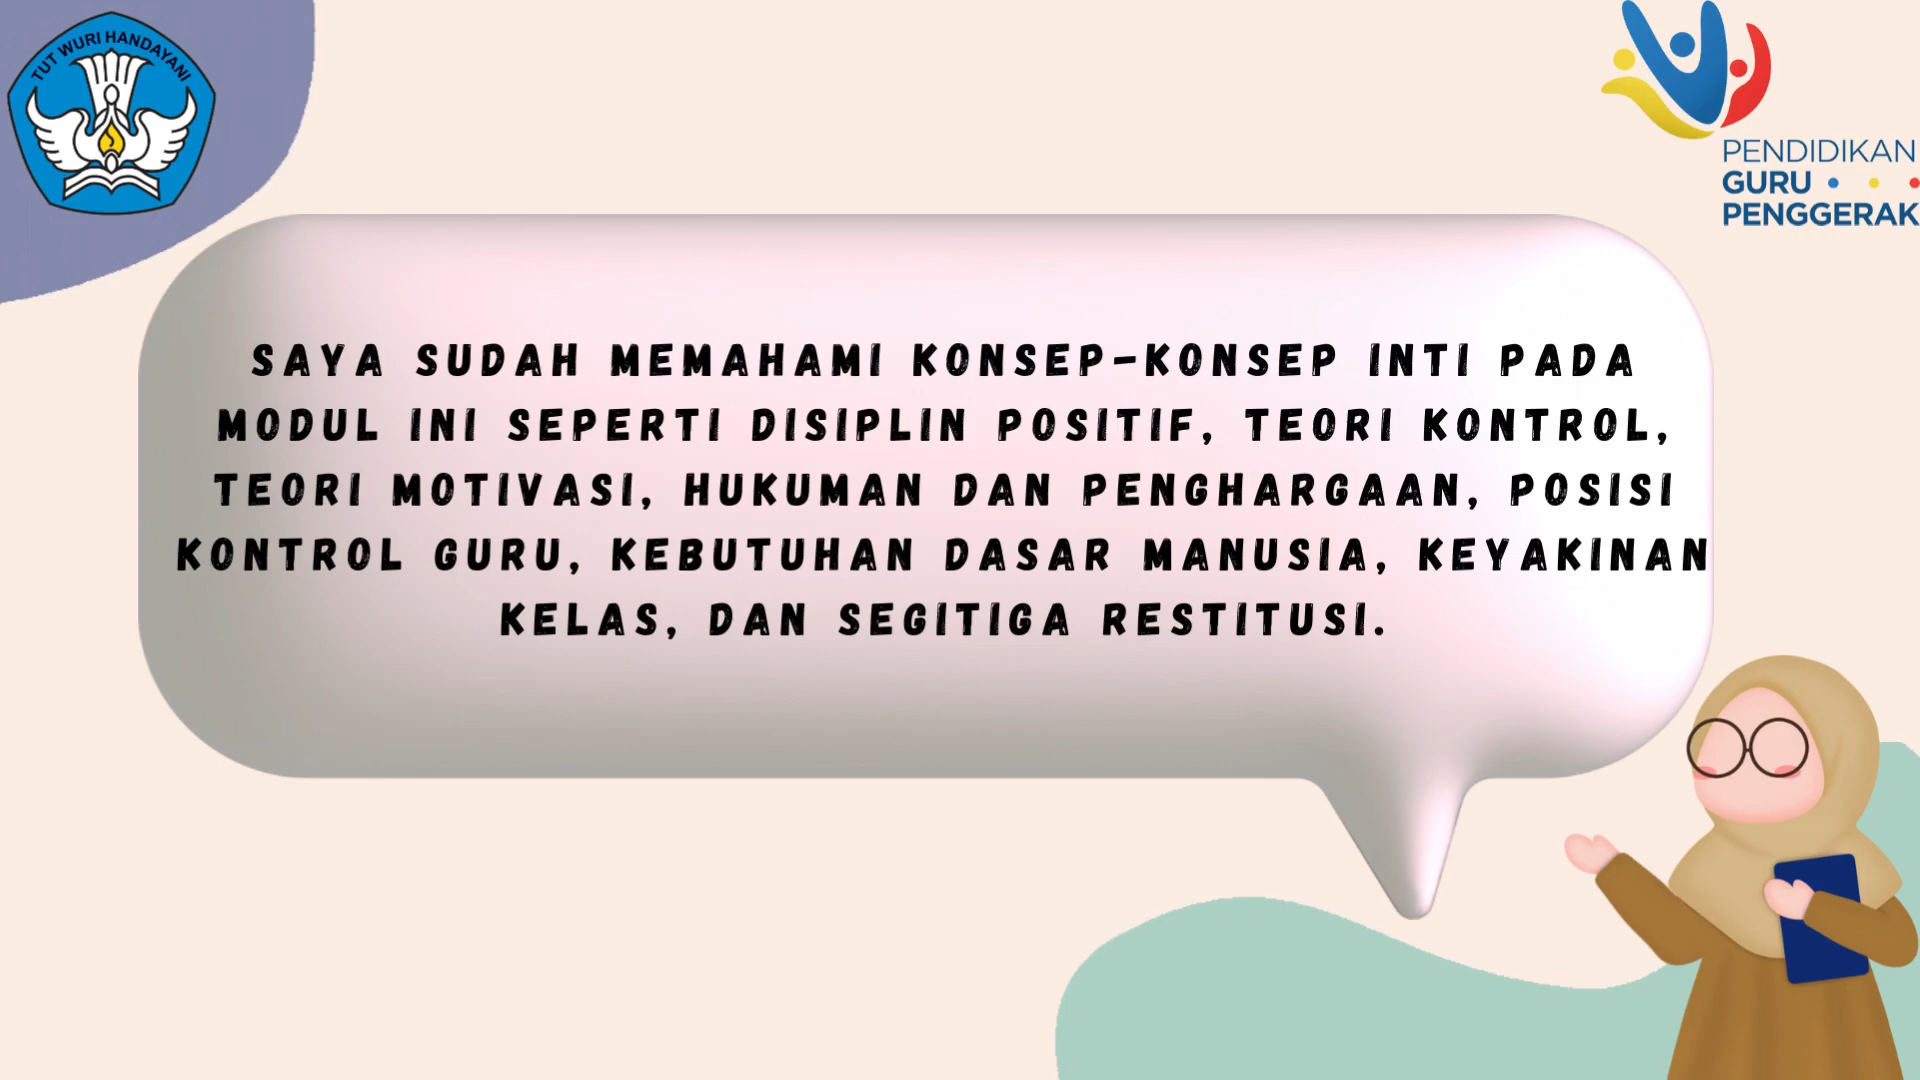 TUT WURI HANDAYANI
PENDIDIKAN
GURU
PENGGERAK
SAYA SUDAH MEMAHAMI KONSEP-KONSEP INTI PADA
MODUL INI SEPERTI DISIPLIN POSITIF, TEORI KONTROL,
TEORI MOTIVASI, HUKUMAN DAN PENGHARGAAN, POSISI
KONTROL GURU, KEBUTUHAN DASAR MANUSIA, KEYAKINAN
KELAS, DAN SEGITIGA RESTITUSI.